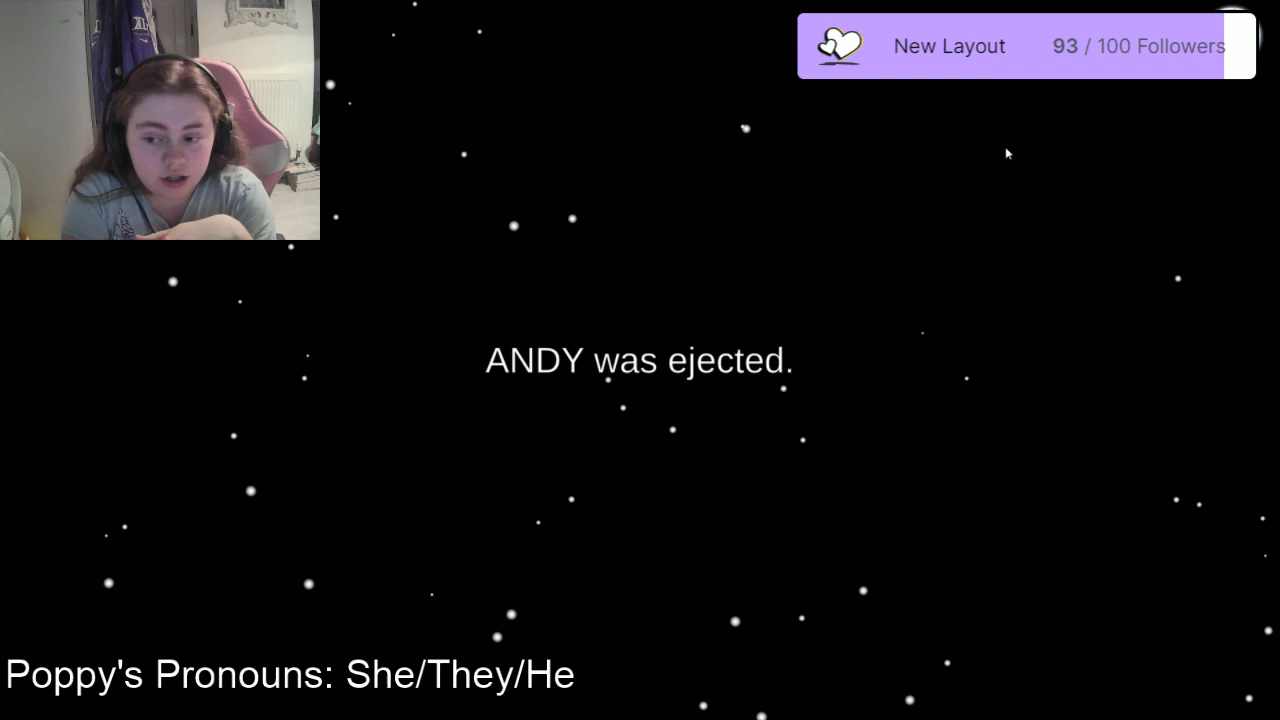 New Layout 93 / 100 Followers
ANDY was ejected.
Poppy's Pronouns: She/They/He